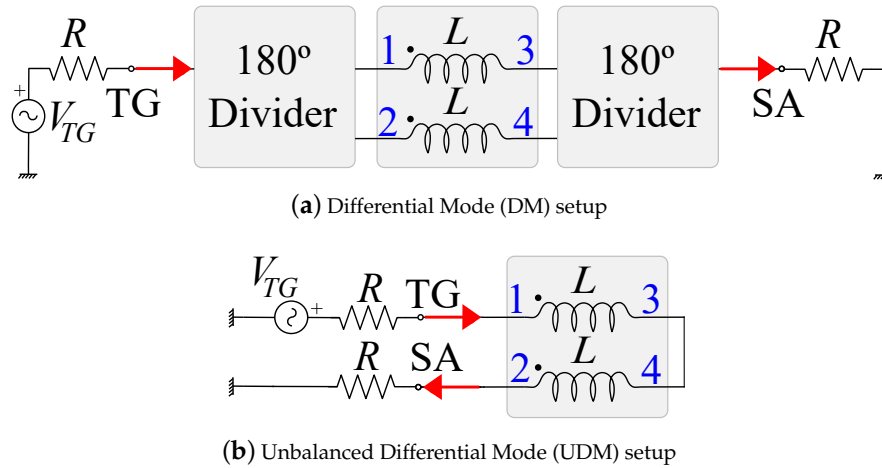 R
TG
V_TG
180º
Divider
1 L 3
2 L 4
180º
Divider
SA
R
(a) Differential Mode (DM) setup
V_TG
R
TG
1 L 3
R
SA
2 L 4
(b) Unbalanced Differential Mode (UDM) setup